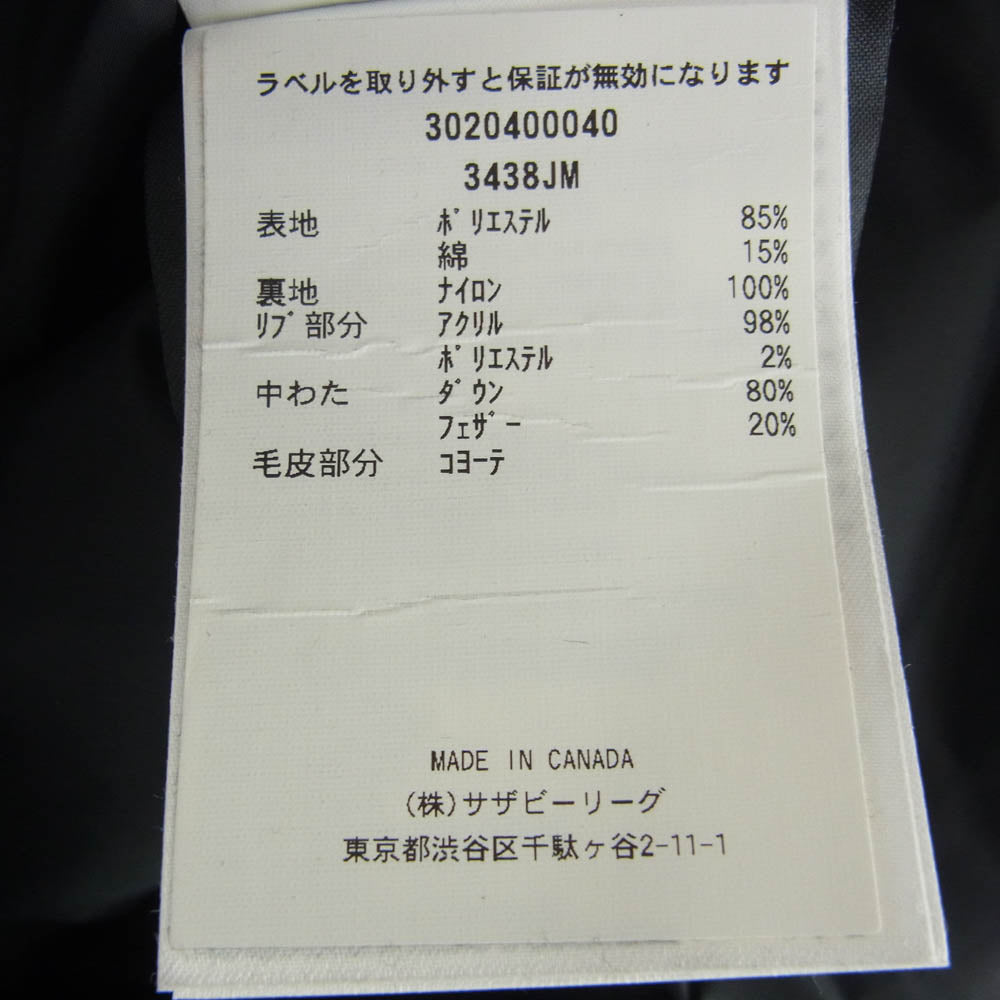 ラベルを取り外すと保証が無効になります
3020400040
3438JM
表地 ﾎﾟﾘｴｽﾃﾙ 85%
綿 15%
裏地 ﾅｲﾛﾝ 100%
ﾘﾌﾞ部分 ｱｸﾘﾙ 98%
ﾎﾟﾘｴｽﾃﾙ 2%
中わた ﾀﾞｳﾝ 80%
ﾌｪｻﾞｰ 20%
毛皮部分 ｺﾖｰﾃ
MADE IN CANADA
(株)サザビーリーグ
東京都渋谷区千駄ヶ谷2-11-1